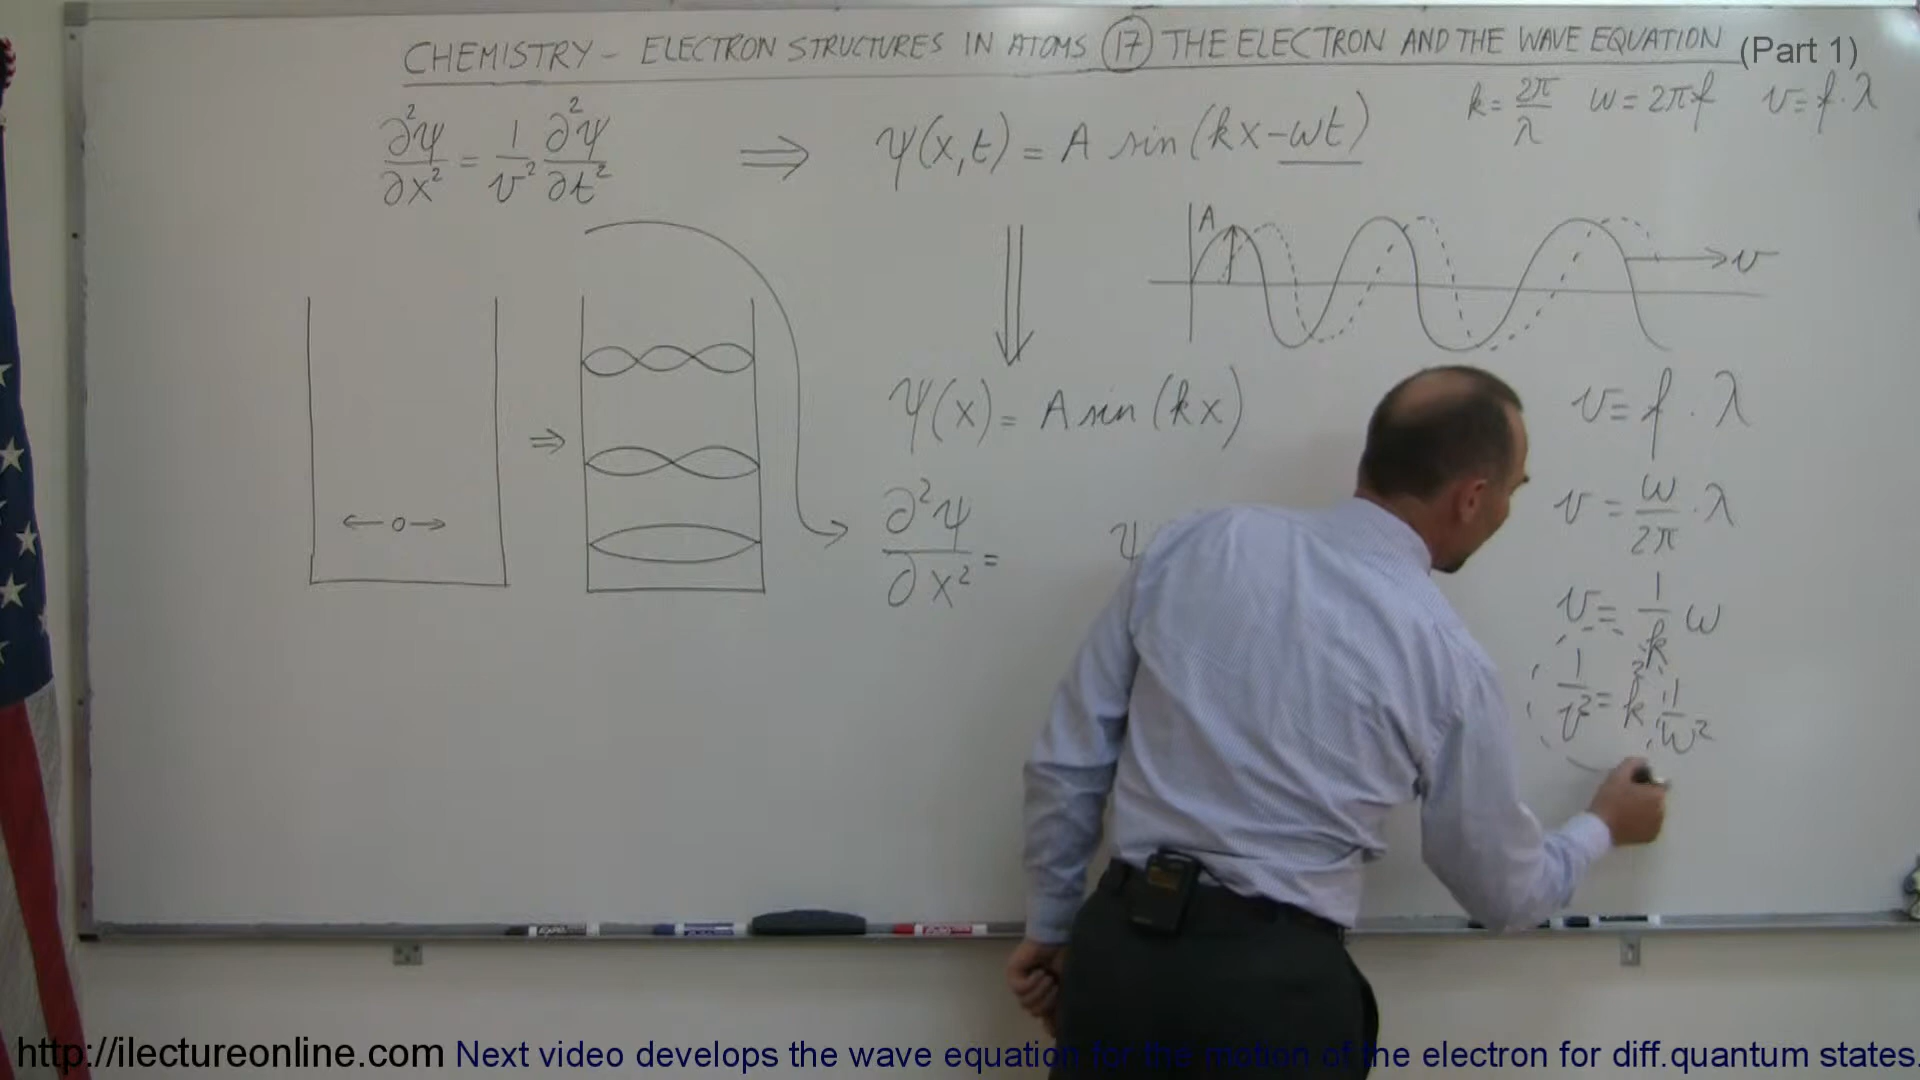 CHEMISTRY – ELECTRON STRUCTURES IN ATOMS (17) THE ELECTRON AND THE WAVE EQUATION (Part 1)
k = 2π/λ   ω = 2πf   v = f·λ
∂²ψ/∂x² = 1/v² ∂²ψ/∂t² ⇒ ψ(x,t) = A sin(kx-ωt)
A
v
ψ(x) = A sin(kx)
v = f · λ
∂²ψ/∂x² = ψ
v = ω/2π · λ
v = 1/k ω
1/v² = k² 1/ω²
http://ilectureonline.com Next video develops the wave equation for the motion of the electron for diff.quantum states.